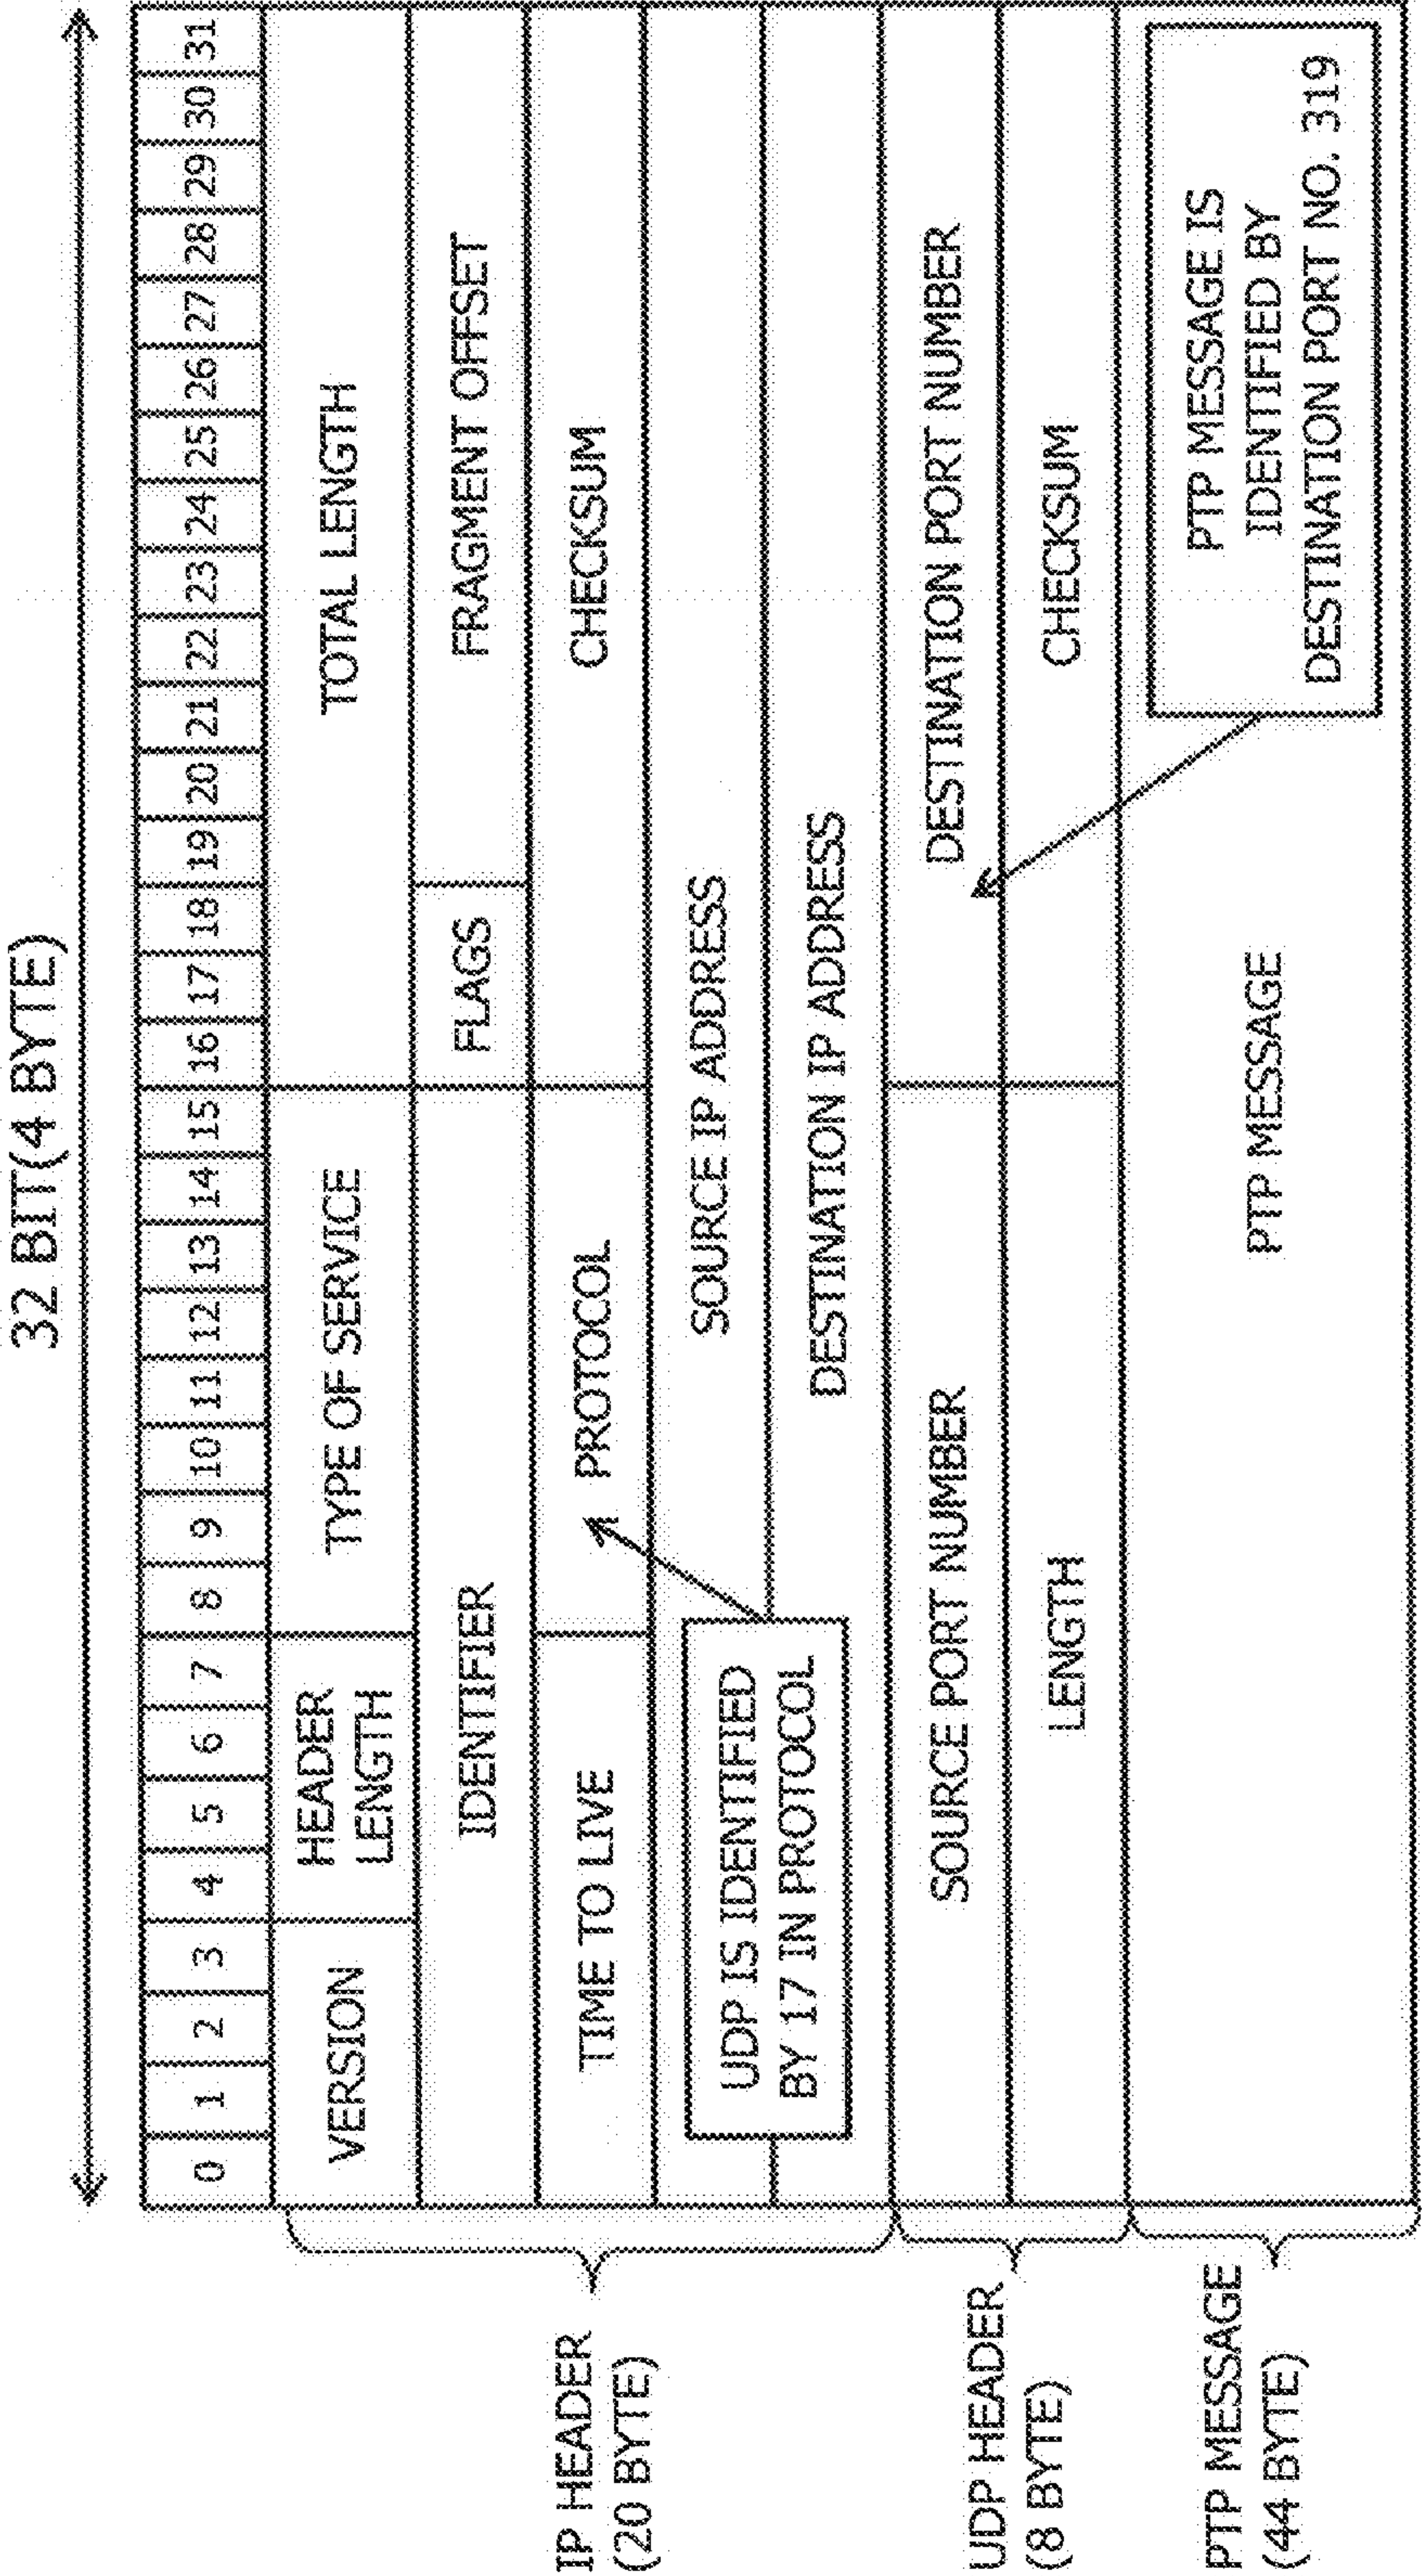 32 BIT(4 BYTE)
0 1 2 3 4 5 6 7 8 9 10 11 12 13 14 15 16 17 18 19 20 21 22 23 24 25 26 27 28 29 30 31
IP HEADER
(20 BYTE)
VERSION
HEADER
LENGTH
TYPE OF SERVICE
TOTAL LENGTH
IDENTIFIER
FLAGS
FRAGMENT OFFSET
TIME TO LIVE
PROTOCOL
CHECKSUM
SOURCE IP ADDRESS
UDP IS IDENTIFIED
BY 17 IN PROTOCOL
DESTINATION IP ADDRESS
UDP HEADER
(8 BYTE)
SOURCE PORT NUMBER
DESTINATION PORT NUMBER
LENGTH
CHECKSUM
PTP MESSAGE
(44 BYTE)
PTP MESSAGE
PTP MESSAGE IS
IDENTIFIED BY
DESTINATION PORT NO. 319